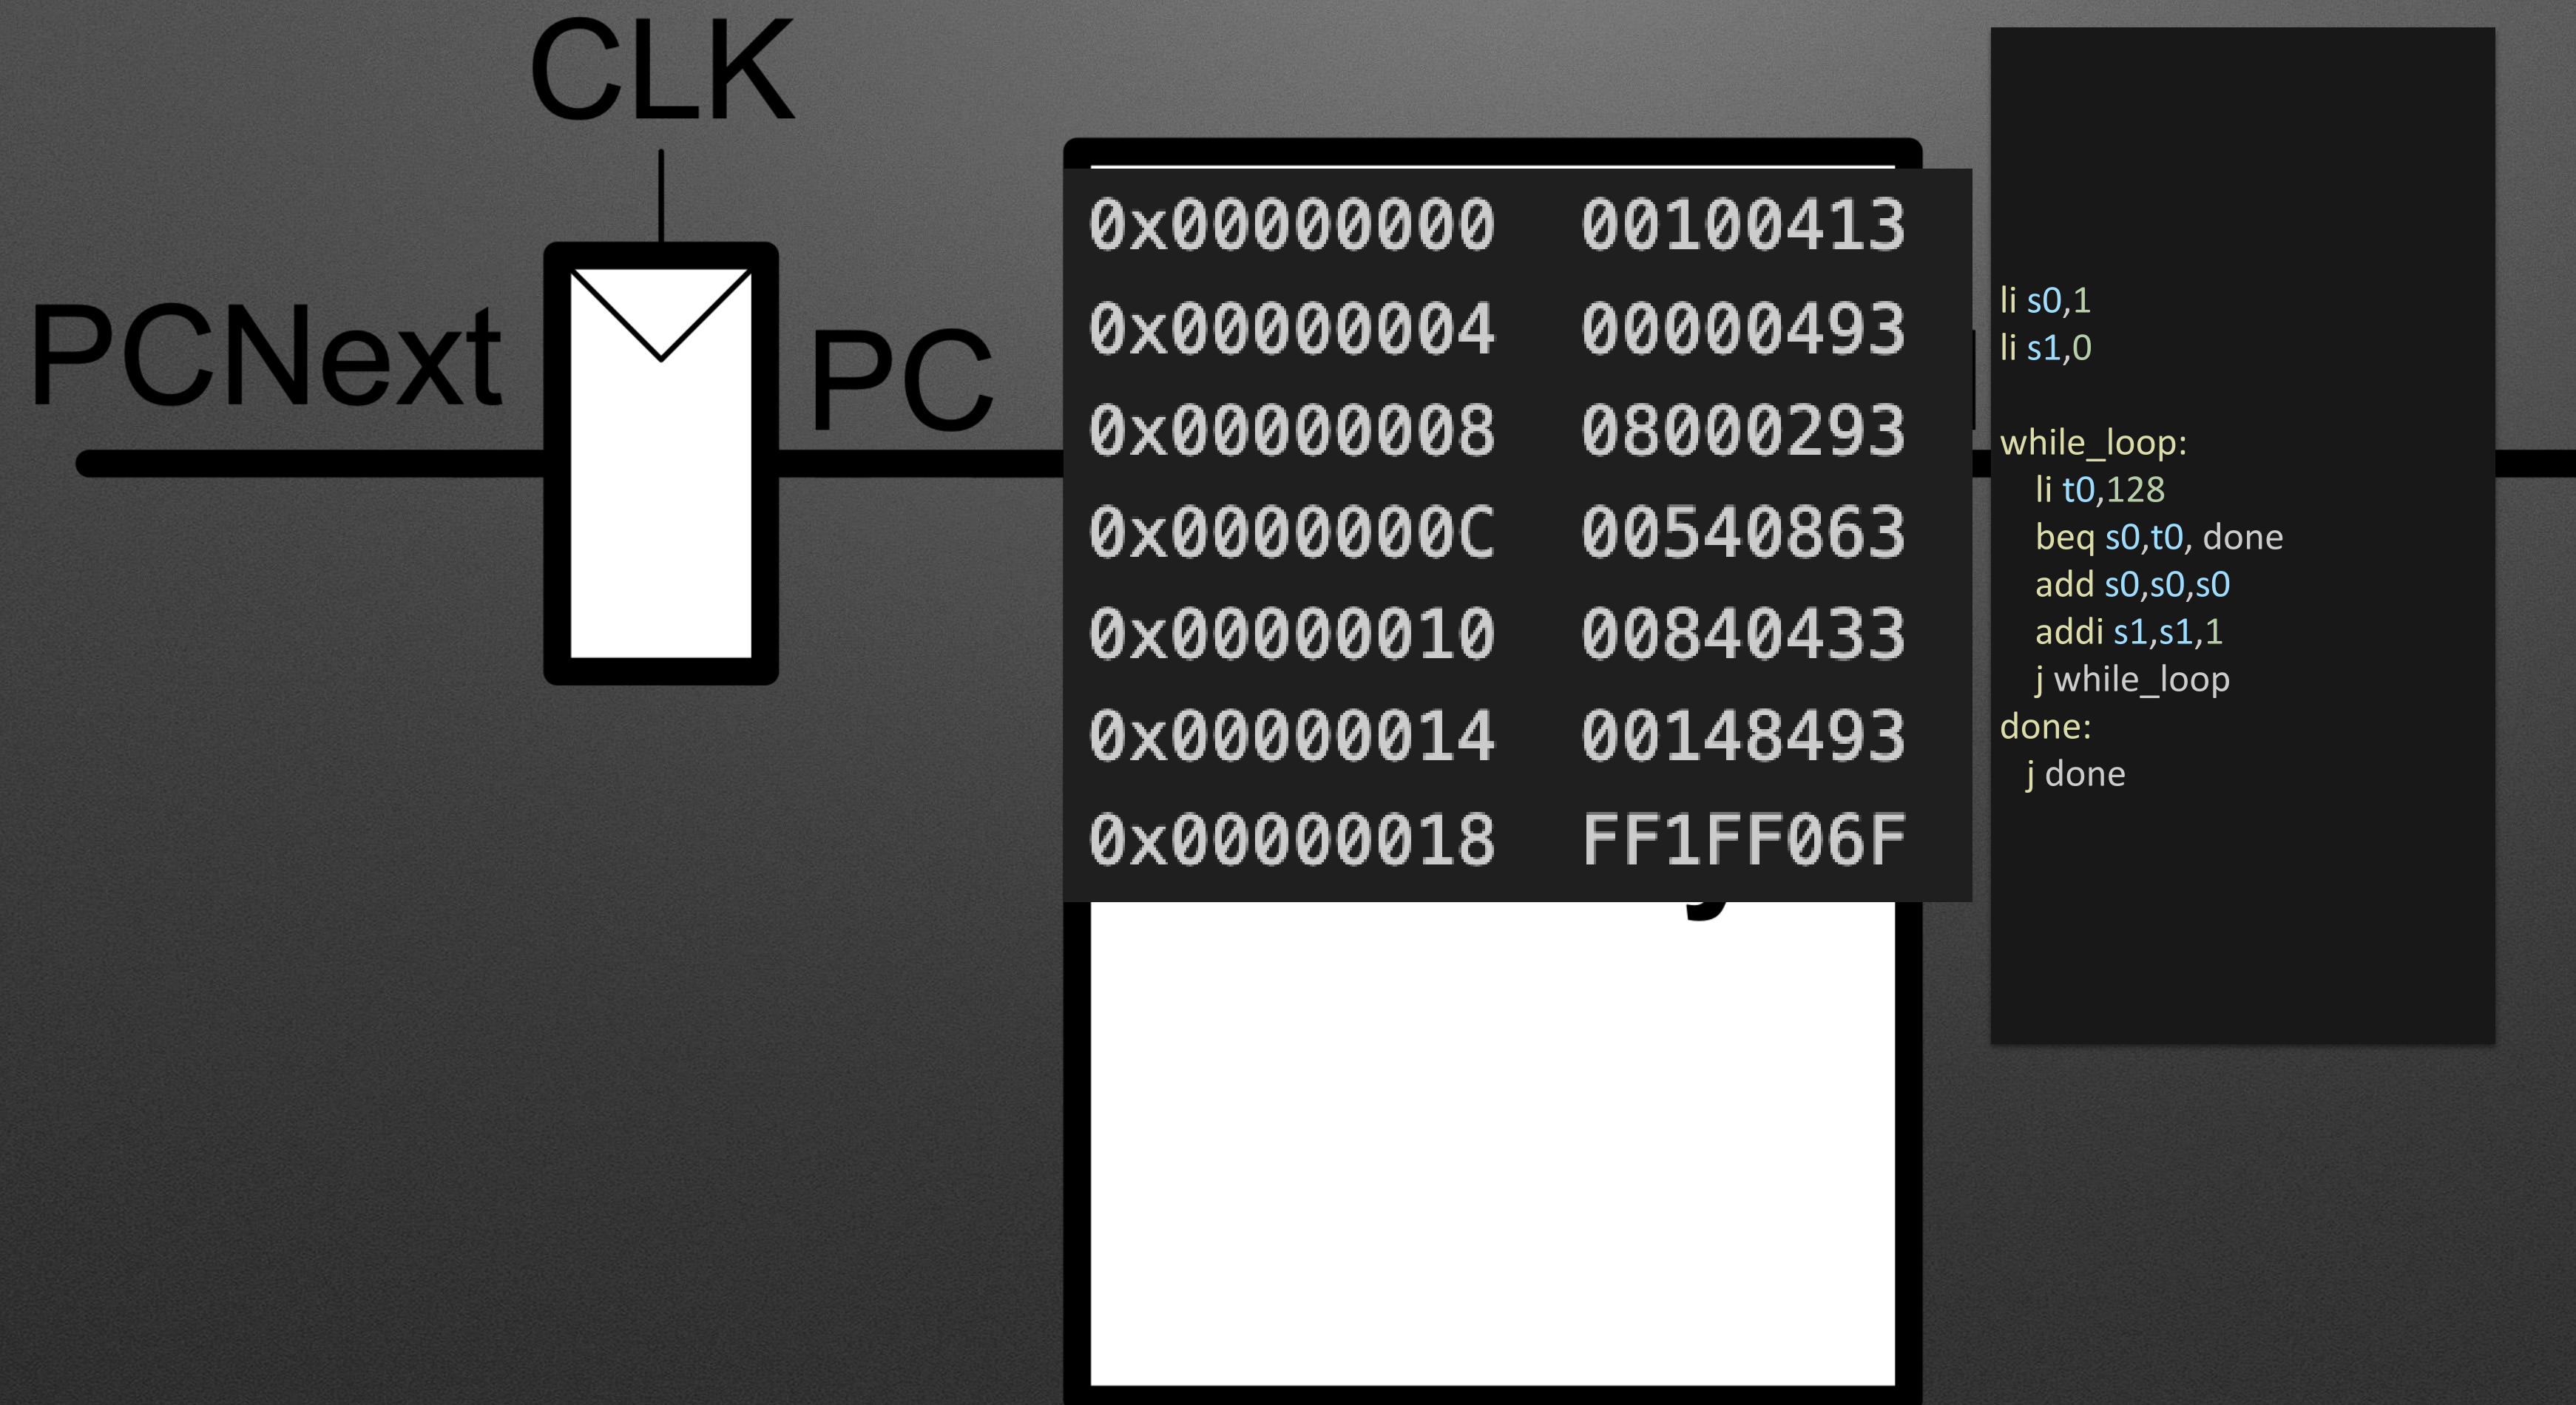 CLK
PCNext
PC
0x00000000 00100413
0x00000004 00000493
0x00000008 08000293
0x0000000C 00540863
0x00000010 00840433
0x00000014 00148493
0x00000018 FF1FF06F
li s0,1
li s1,0
while_loop:
li t0,128
beq s0,t0, done
add s0,s0,s0
addi s1,s1,1
j while_loop
done:
j done